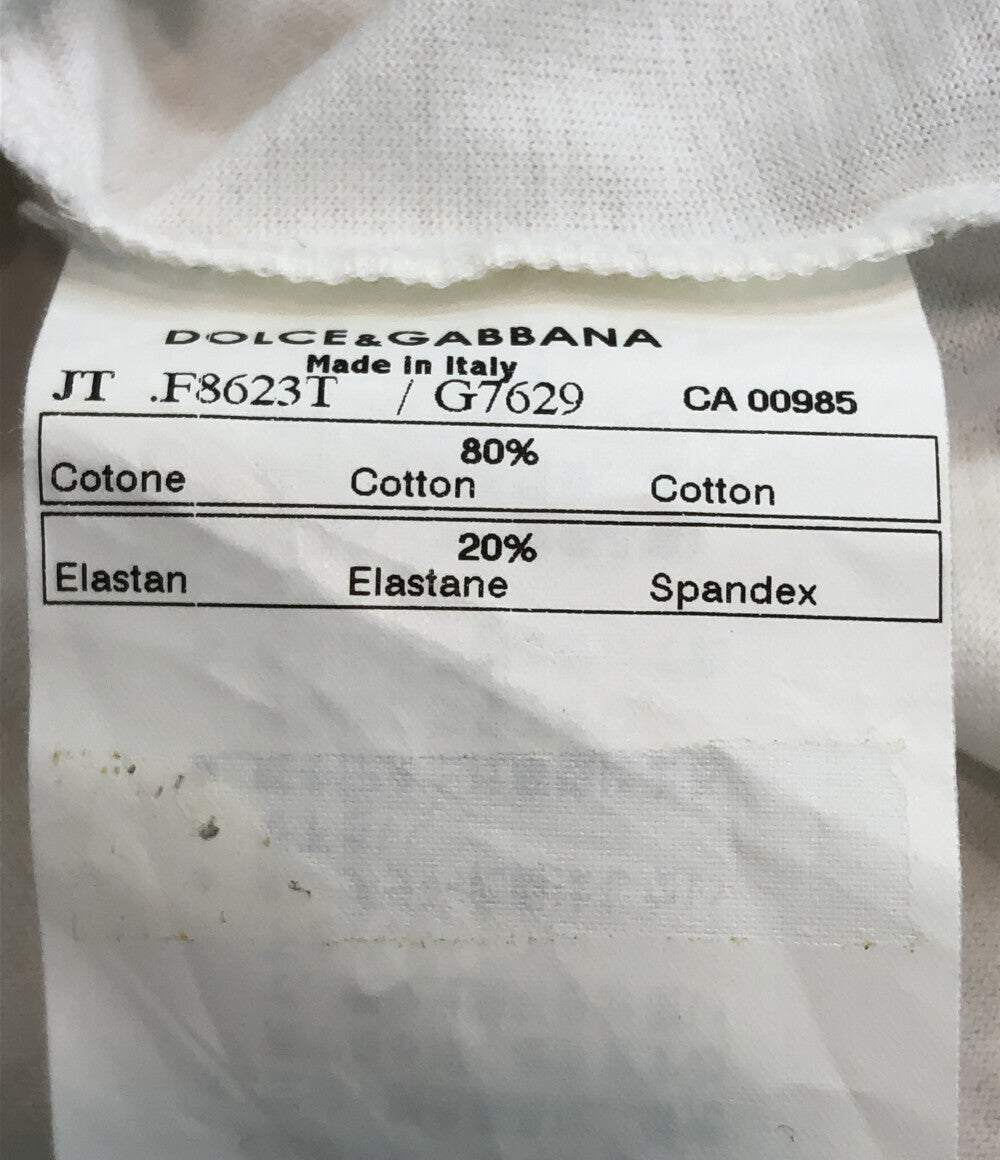 DOLCE&GABBANA
Made in Italy
JT .F8623T / G7629 CA 00985
80%
Cotone Cotton Cotton
20%
Elastan Elastane Spandex